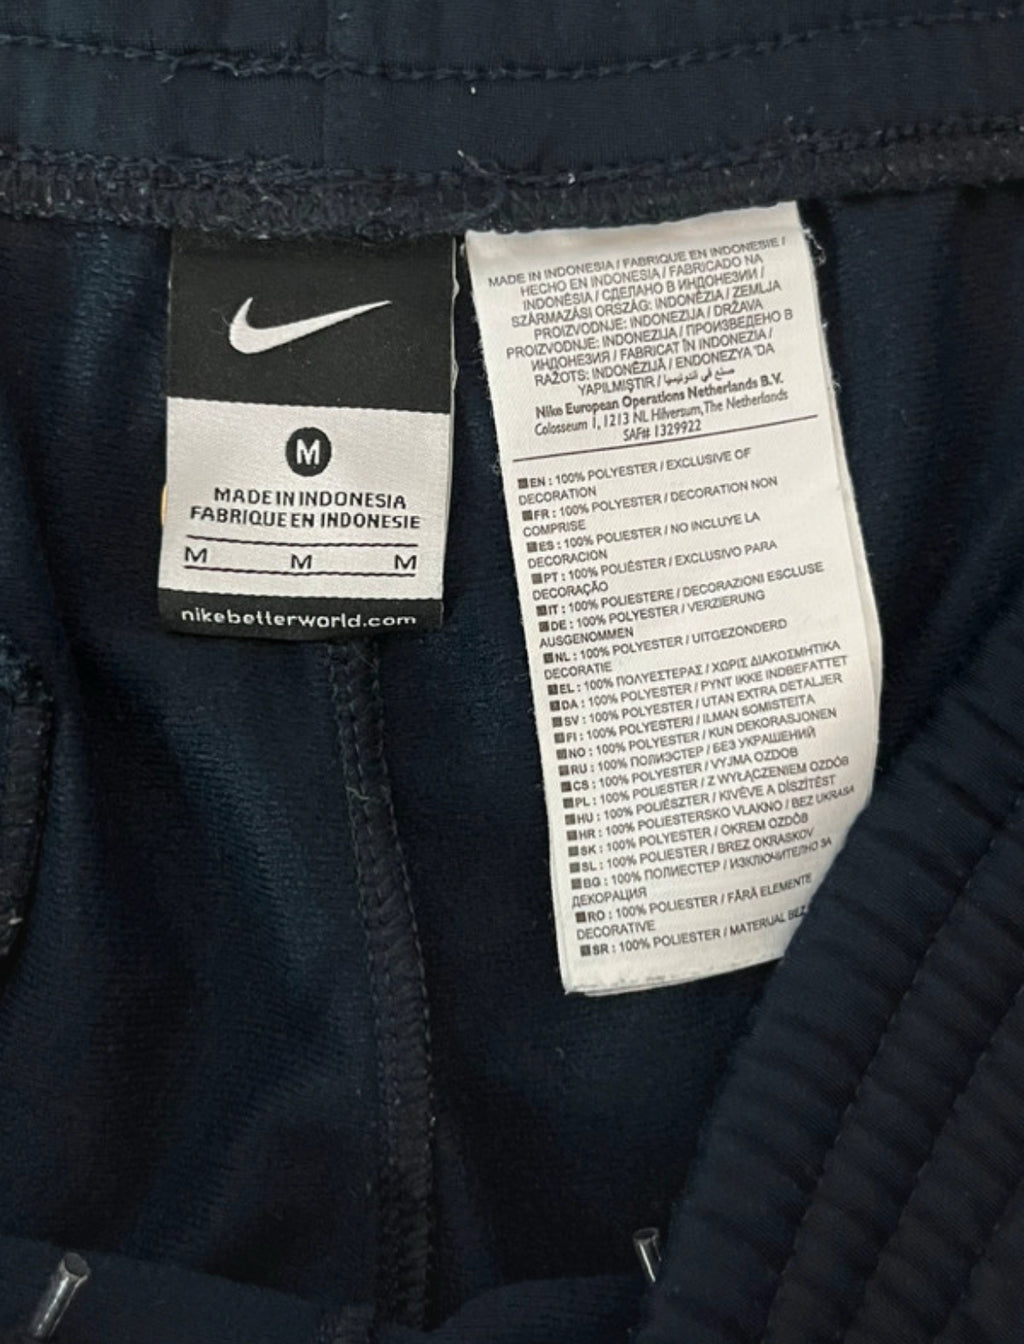 M
MADE IN INDONESIA
FABRIQUE EN INDONESIE
M M M
nikebetterworld.com
MADE IN INDONESIA / FABRIQUE EN INDONESIE /
HECHO EN INDONESIA / FABRICADO NA
INDONÉSIA / СДЕЛАНО В ИНДОНЕЗИИ /
SZÁRMAZÁSI ORSZÁG: INDONÉZIA / ZEMLJA
PROIZVODNJE: INDONEZIJA / DRŽAVA
PROIZVODNJE: INDONEZIJA / ПРОИЗВЕДЕНО В
ИНДОНЕЗИЯ / FABRICAT ÎN INDONEZIA /
RAŽOTS: INDONĒZIJĀ / ENDONEZYA 'DA
YAPILMIŞTIR / صنع في اندونيسيا
Nike European Operations Netherlands B.V.
Colosseum 1, 1213 NL Hilversum, The Netherlands
SAF# 1329922
EN : 100% POLYESTER / EXCLUSIVE OF
DECORATION
FR : 100% POLYESTER / DECORATION NON
COMPRISE
ES : 100% POLIESTER / NO INCLUYE LA
DECORACION
PT : 100% POLIÉSTER / EXCLUSIVO PARA
DECORAÇÃO
IT : 100% POLIESTERE / DECORAZIONI ESCLUSE
DE : 100% POLYESTER / VERZIERUNG
AUSGENOMMEN
NL : 100% POLYESTER / UITGEZONDERD
DECORATIE
EL : 100% ΠΟΛΥΕΣΤΕΡΑΣ / ΧΩΡΙΣ ΔΙΑΚΟΣΜΗΤΙΚΑ
DA : 100% POLYESTER / PYNT IKKE INDBEFATTET
SV : 100% POLYESTER / UTAN EXTRA DETALJER
FI : 100% POLYESTERI / ILMAN SOMISTEITA
NO : 100% POLYESTER / KUN DEKORASJONEN
RU : 100% ПОЛИЭСТЕР / БЕЗ УКРАШЕНИЙ
CS : 100% POLYESTER / VYJMA OZDOB
PL : 100% POLIESTER / Z WYŁĄCZENIEM OZDÓB
HU : 100% POLIÉSZTER / KIVÉVE A DÍSZÍTÉST
HR : 100% POLIESTERSKO VLAKNO / BEZ UKRASA
SK : 100% POLYESTER / OKREM OZDÔB
SL : 100% POLIESTER / BREZ OKRASKOV
BG : 100% ПОЛИЕСТЕР / ИЗКЛЮЧИТЕЛНО ЗА
ДЕКОРАЦИЯ
RO : 100% POLIESTER / FĂRĂ ELEMENTE
DECORATIVE
SR : 100% POLIESTER / MATERIJAL BEZ